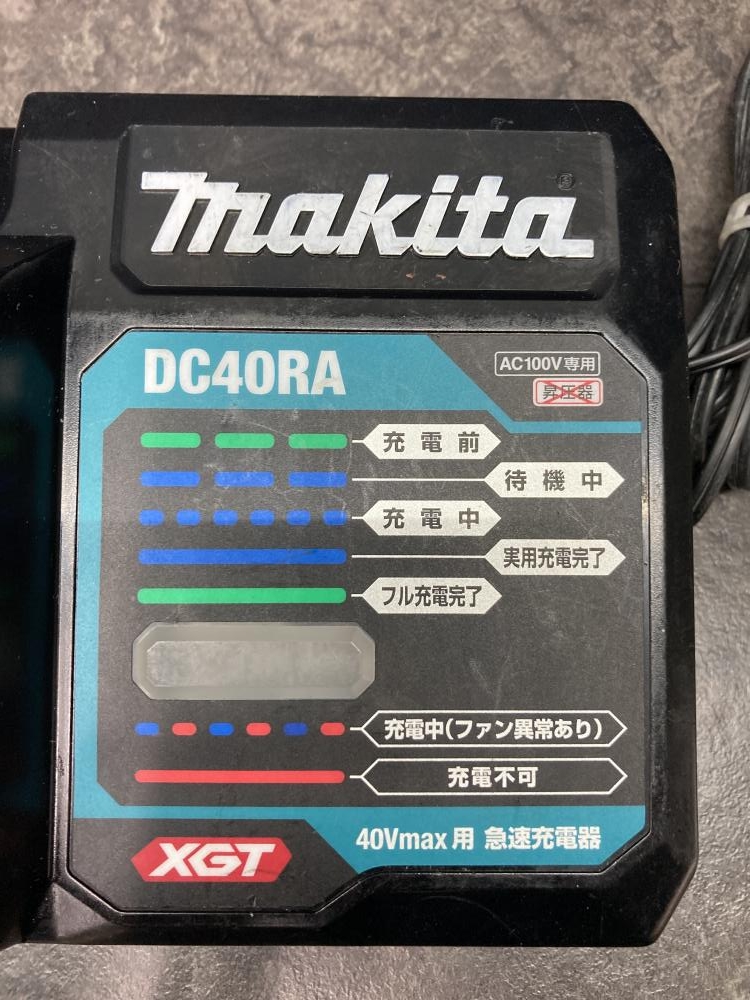 makita
DC40RA
AC100V専用
昇圧器
充電前
待機中
充電中
実用充電完了
フル充電完了
充電中(ファン異常あり)
充電不可
XGT
40Vmax用 急速充電器